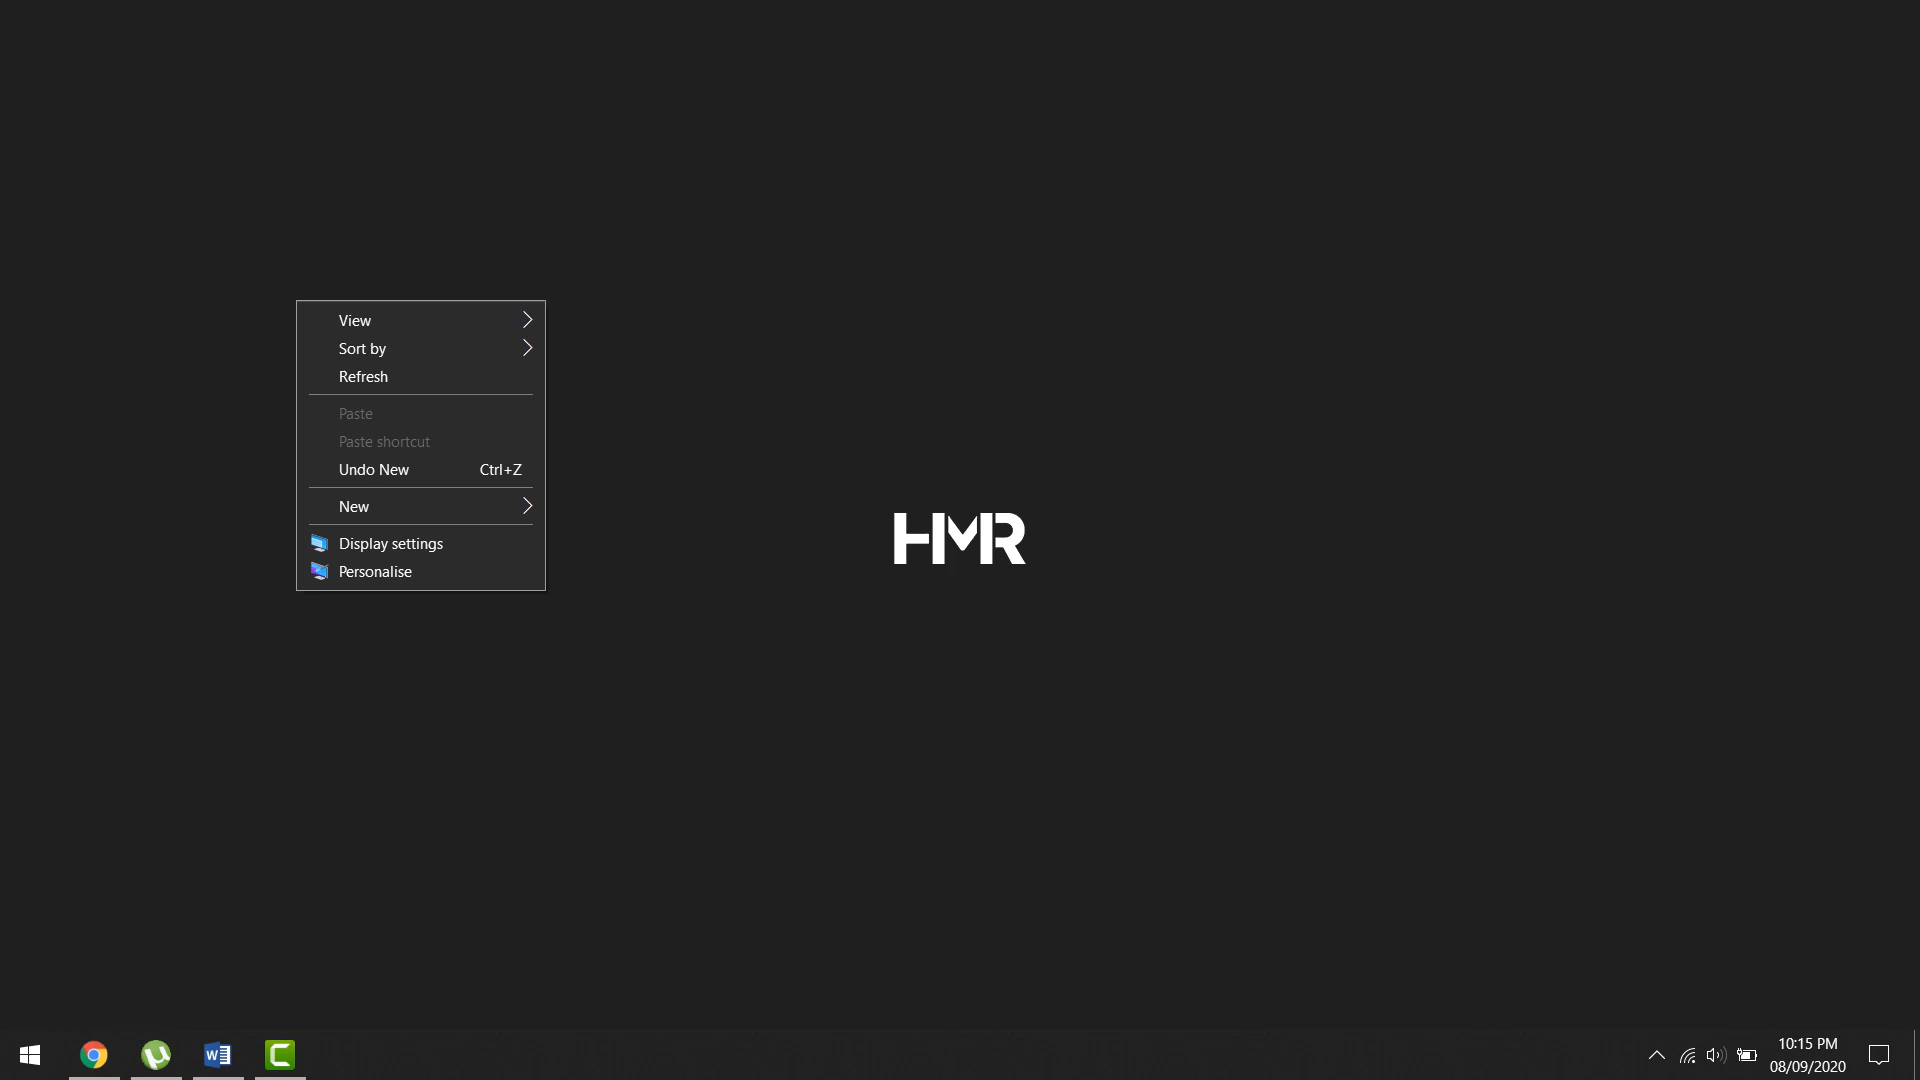 View
Sort by
Refresh
Paste
Paste shortcut
Undo New Ctrl+Z
New
Display settings
Personalise
HMR
10:15 PM
08/09/2020